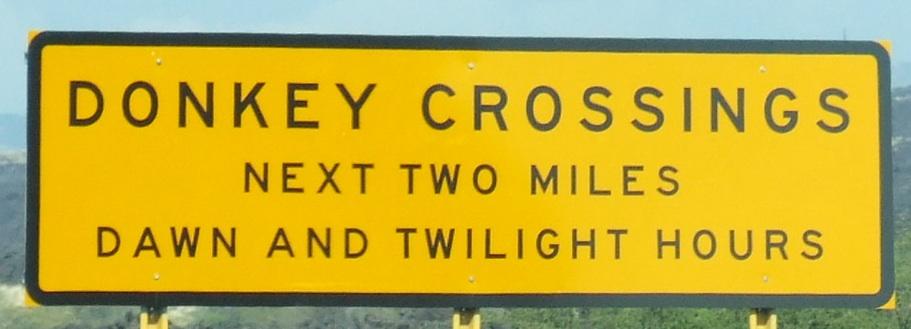 DONKEY CROSSINGS
NEXT TWO MILES
DAWN AND TWILIGHT HOURS